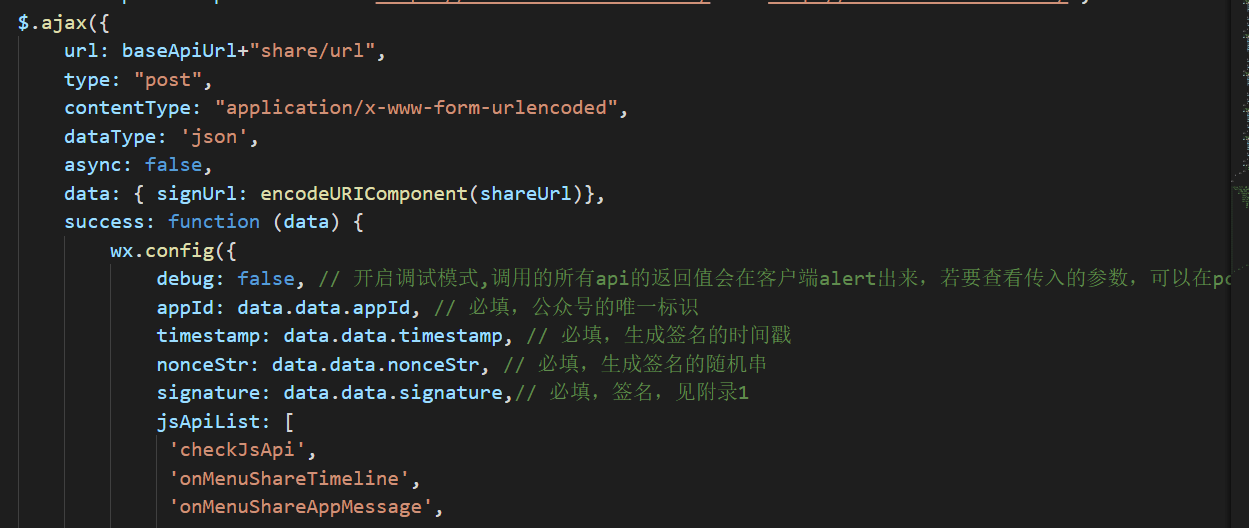 $.ajax({
url: baseApiUrl+"share/url",
type: "post",
contentType: "application/x-www-form-urlencoded",
dataType: 'json',
async: false,
data: { signUrl: encodeURIComponent(shareUrl)},
success: function (data) {
wx.config({
debug: false, // 开启调试模式,调用的所有api的返回值会在客户端alert出来，若要查看传入的参数，可以在pc
appId: data.data.appId, // 必填，公众号的唯一标识
timestamp: data.data.timestamp, // 必填，生成签名的时间戳
nonceStr: data.data.nonceStr, // 必填，生成签名的随机串
signature: data.data.signature,// 必填，签名，见附录1
jsApiList: [
'checkJsApi',
'onMenuShareTimeline',
'onMenuShareAppMessage',